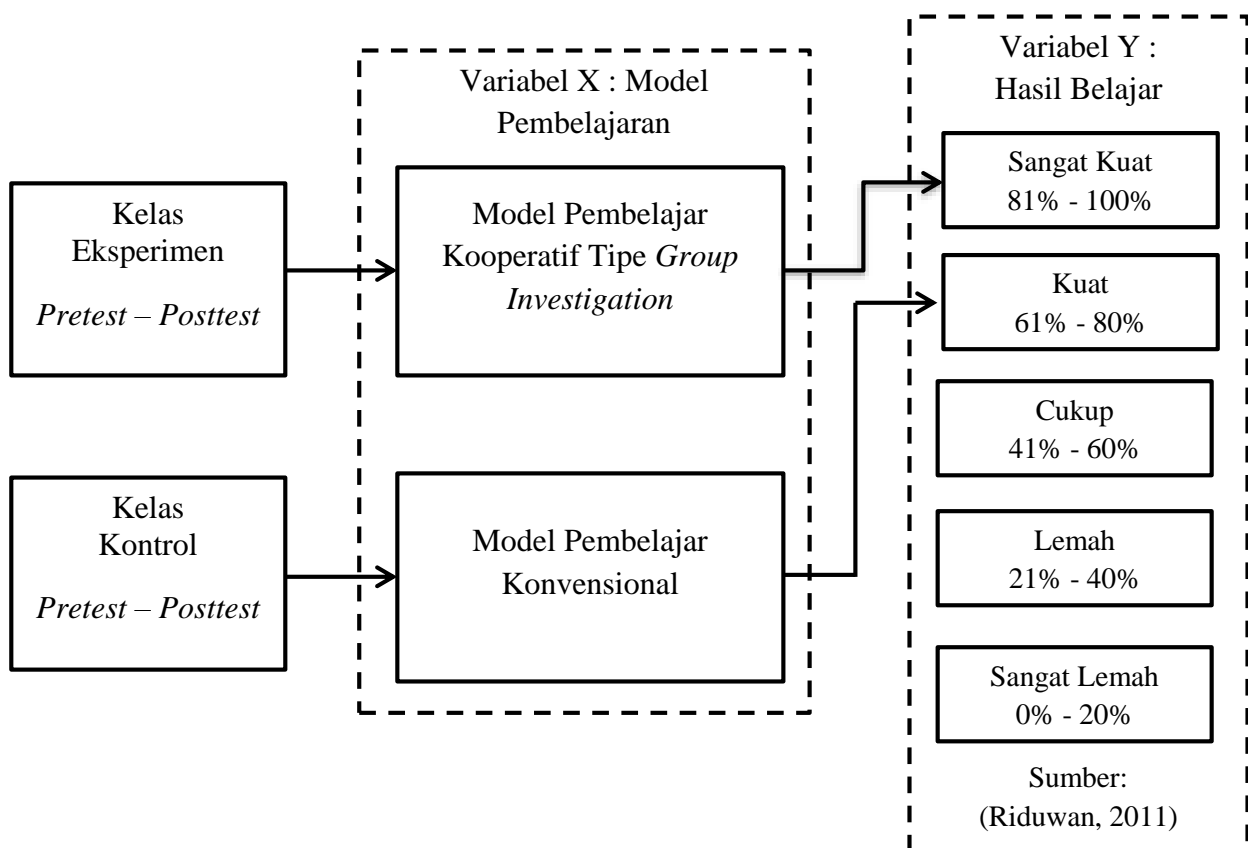 Kelas
Eksperimen
Pretest – Posttest
Kelas
Kontrol
Pretest – Posttest
Variabel X : Model
Pembelajaran
Model Pembelajar
Kooperatif Tipe Group
Investigation
Model Pembelajar
Konvensional
Variabel Y :
Hasil Belajar
Sangat Kuat
81% - 100%
Kuat
61% - 80%
Cukup
41% - 60%
Lemah
21% - 40%
Sangat Lemah
0% - 20%
Sumber:
(Riduwan, 2011)